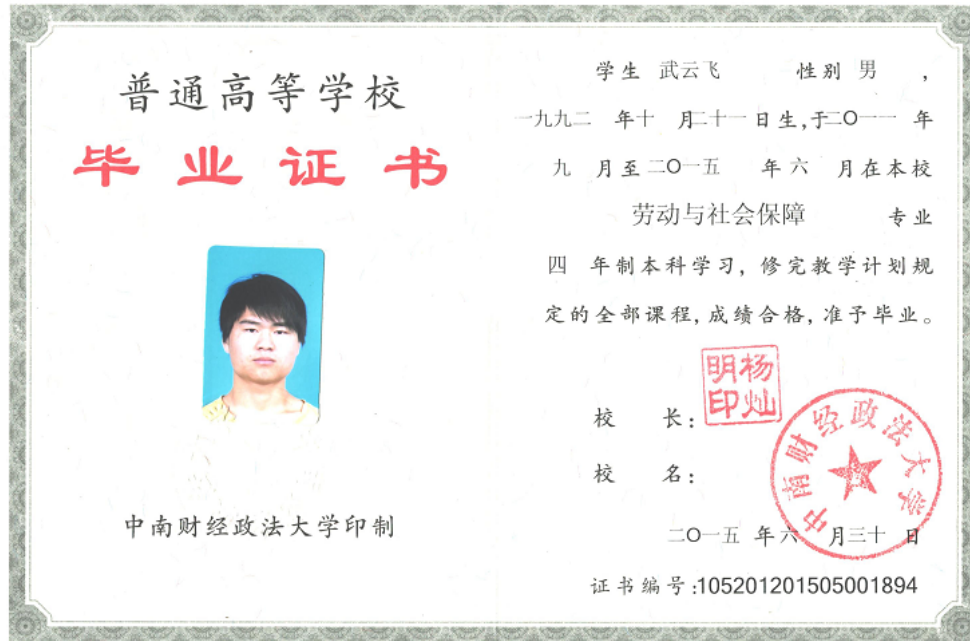 普通高等学校
毕业证书
中南财经政法大学印制
学生 武云飞 性别 男 ，
一九九二 年十 月二十一日生，于二〇一一 年
九 月至二〇一五 年六 月在本校
劳动与社会保障 专业
四 年制本科学习，修完教学计划规
定的全部课程，成绩合格，准予毕业。
杨灿明印
校 长：
中南财经政法大学
校 名：
二〇一五 年六 月三十 日
证书编号:105201201505001894